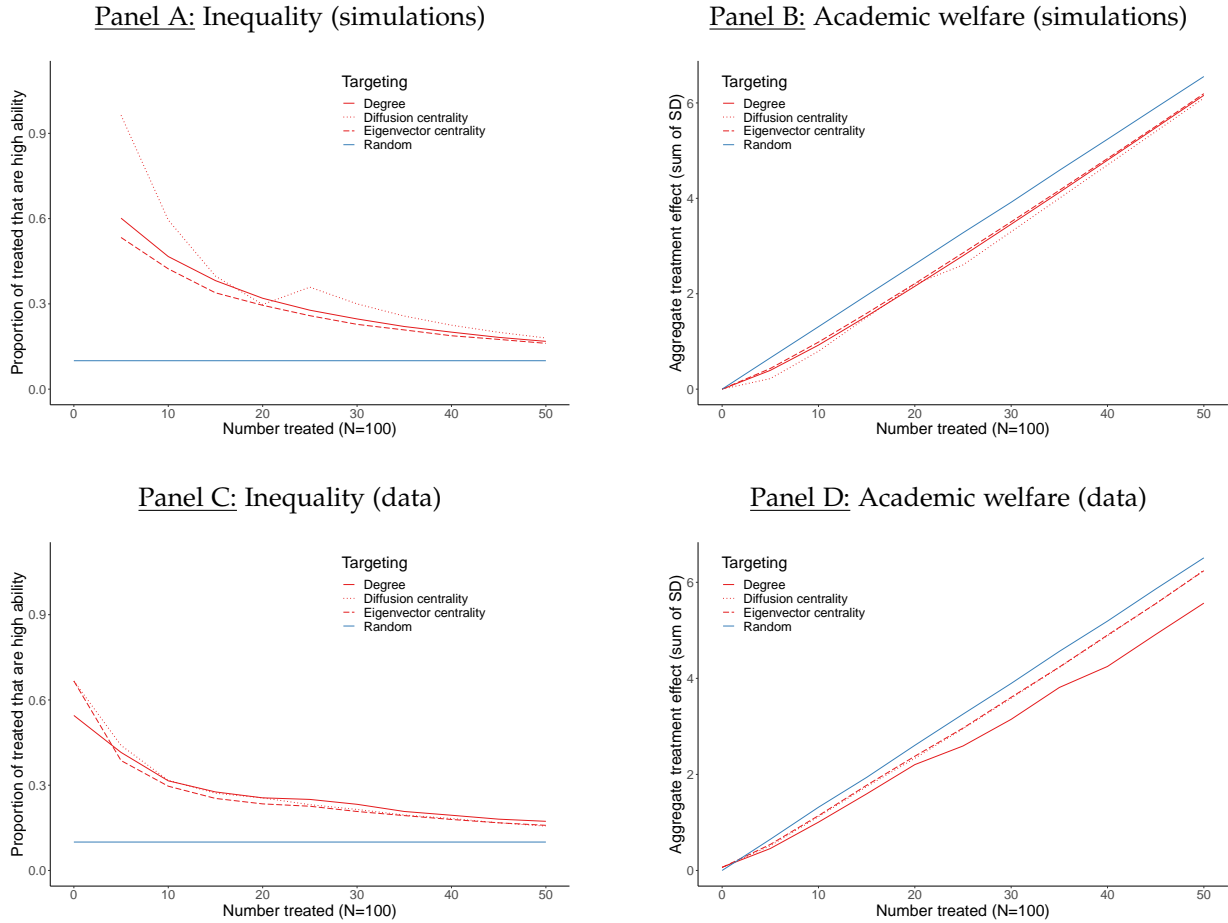 Panel A: Inequality (simulations)
Proportion of treated that are high ability
0.9
0.6
0.3
0.0
Targeting
Degree
Diffusion centrality
Eigenvector centrality
Random
0 10 20 30 40 50
Number treated (N=100)
Panel B: Academic welfare (simulations)
Aggregate treatment effect (sum of SD)
6
4
2
0
Targeting
Degree
Diffusion centrality
Eigenvector centrality
Random
0 10 20 30 40 50
Number treated (N=100)
Panel C: Inequality (data)
Proportion of treated that are high ability
0.9
0.6
0.3
0.0
Targeting
Degree
Diffusion centrality
Eigenvector centrality
Random
0 10 20 30 40 50
Number treated (N=100)
Panel D: Academic welfare (data)
Aggregate treatment effect (sum of SD)
6
4
2
0
Targeting
Degree
Diffusion centrality
Eigenvector centrality
Random
0 10 20 30 40 50
Number treated (N=100)